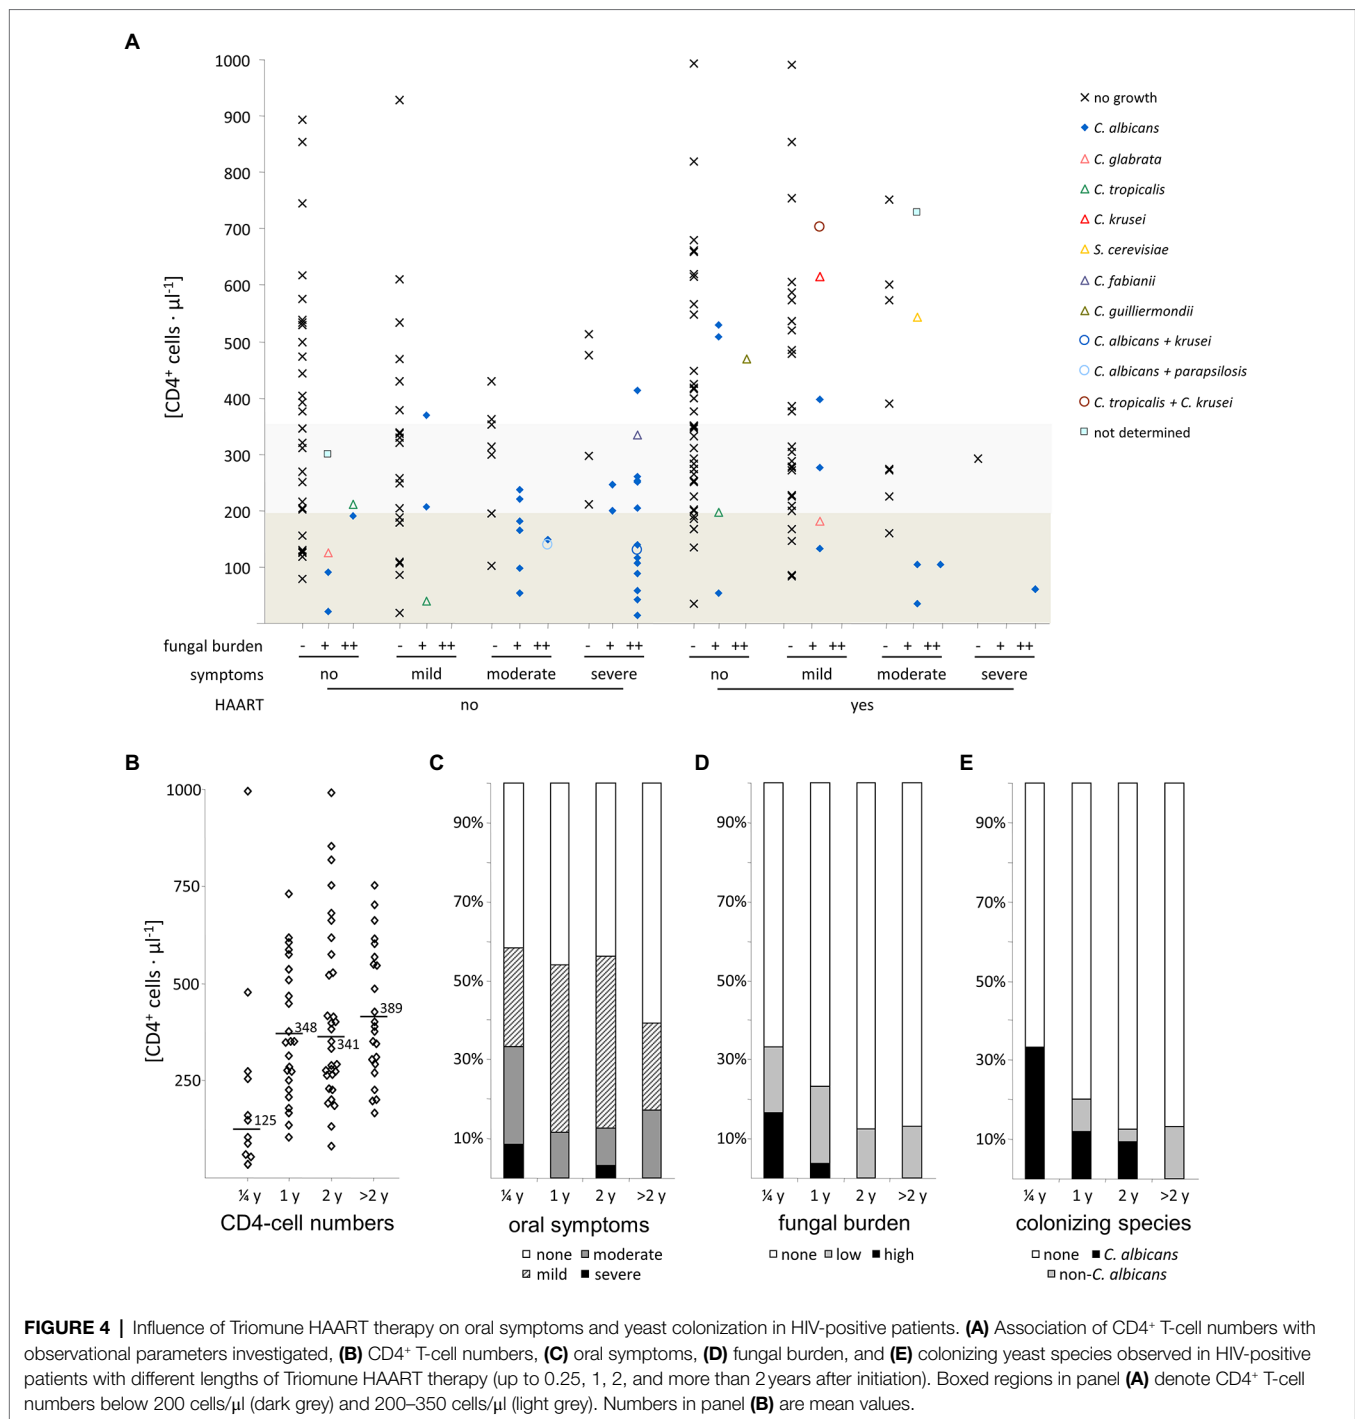 A
1000
900
800
700
600
500
400
300
200
100
[CD4+ cells · µl-1]
no growth
C. albicans
C. glabrata
C. tropicalis
C. krusei
S. cerevisiae
C. fabianii
C. guilliermondii
C. albicans + krusei
C. albicans + parapsilosis
C. tropicalis + C. krusei
not determined
fungal burden - + ++ - + ++ - + ++ - + ++ - + ++ - + ++ - + ++ - + ++
symptoms no mild moderate severe no mild moderate severe
HAART no yes
B
1000
750
500
250
[CD4+ cells · µl-1]
125
348
341
389
¼ y 1 y 2 y >2 y
CD4-cell numbers
C
90%
70%
50%
30%
10%
¼ y 1 y 2 y >2 y
oral symptoms
none moderate
mild severe
D
90%
70%
50%
30%
10%
¼ y 1 y 2 y >2 y
fungal burden
none low high
E
90%
70%
50%
30%
10%
¼ y 1 y 2 y >2 y
colonizing species
none C. albicans
non-C. albicans
FIGURE 4 | Influence of Triomune HAART therapy on oral symptoms and yeast colonization in HIV-positive patients. (A) Association of CD4+ T-cell numbers with
observational parameters investigated, (B) CD4+ T-cell numbers, (C) oral symptoms, (D) fungal burden, and (E) colonizing yeast species observed in HIV-positive
patients with different lengths of Triomune HAART therapy (up to 0.25, 1, 2, and more than 2 years after initiation). Boxed regions in panel (A) denote CD4+ T-cell
numbers below 200 cells/µl (dark grey) and 200–350 cells/µl (light grey). Numbers in panel (B) are mean values.